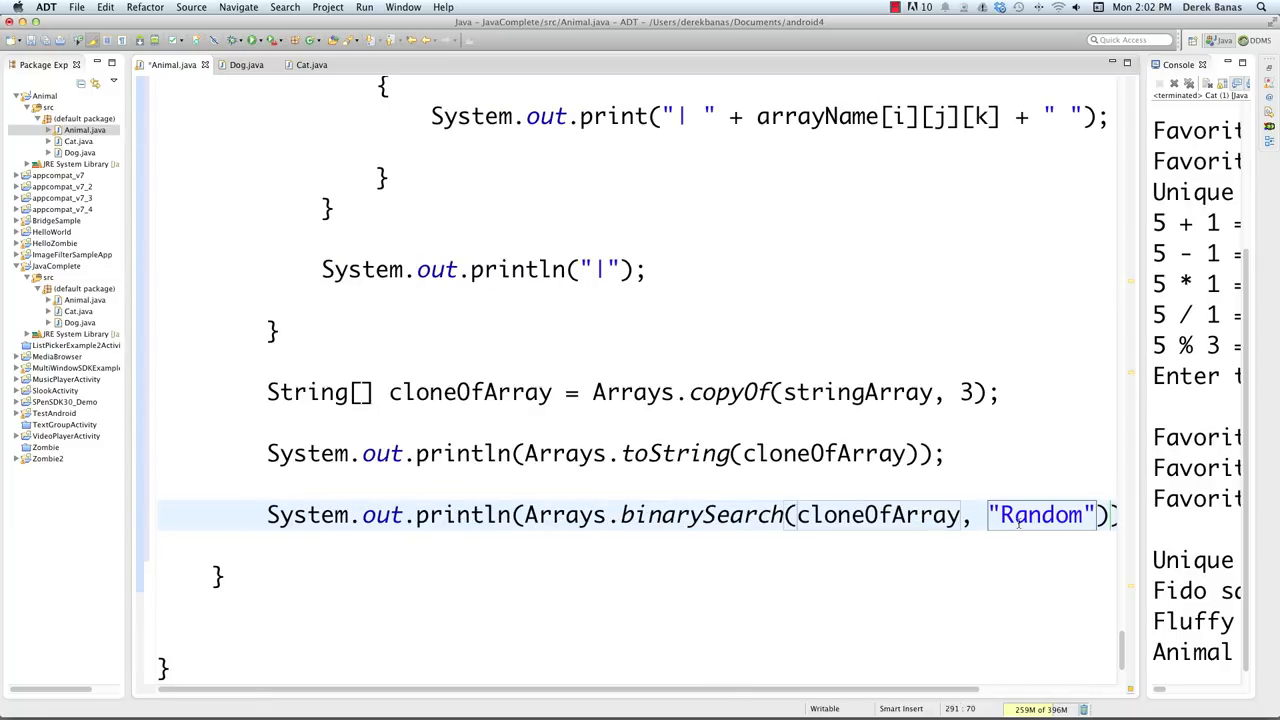 ADT File Edit Refactor Source Navigate Search Project Run Window Help 10 Mon 2:02 PM Derek Banas
Java – JavaComplete/src/Animal.java – ADT – /Users/derekbanas/Documents/android4
Quick Access Java DDMS
Package Exp *Animal.java Dog.java Cat.java Console
<terminated> Cat (1) [Java
Animal
src
(default package)
Animal.java
Cat.java
Dog.java
JRE System Library [Ja
appcompat_v7
appcompat_v7_2
appcompat_v7_3
appcompat_v7_4
BridgeSample
HelloWorld
HelloZombie
ImageFilterSampleApp
JavaComplete
src
(default package)
Animal.java
Cat.java
Dog.java
JRE System Library [Ja
ListPickerExample2Activi
MediaBrowser
MultiWindowSDKExample
MusicPlayerActivity
SlookActivity
SPenSDK30_Demo
TestAndroid
TextGroupActivity
VideoPlayerActivity
Zombie
Zombie2
{
System.out.print("| " + arrayName[i][j][k] + " ");
}
}
System.out.println("|");
}
String[] cloneOfArray = Arrays.copyOf(stringArray, 3);
System.out.println(Arrays.toString(cloneOfArray));
System.out.println(Arrays.binarySearch(cloneOfArray, "Random"))
}
}
Favorit
Favorit
Unique
5 + 1 =
5 - 1 =
5 * 1 =
5 / 1 =
5 % 3 =
Enter t
Favorit
Favorit
Favorit
Unique
Fido sa
Fluffy
Animal
Writable Smart Insert 291 : 70 259M of 396M